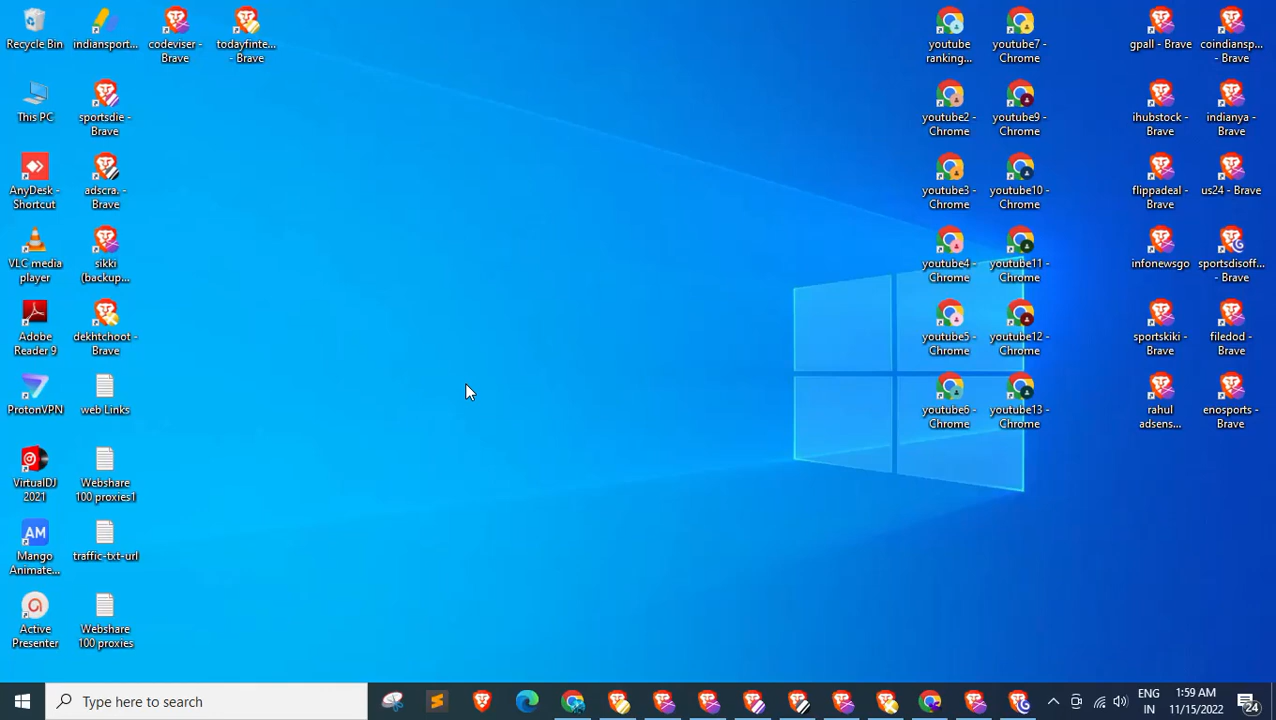 Recycle Bin
indiansport...
codeviser -
Brave
todayfinte...
- Brave
This PC
sportsdie -
Brave
AnyDesk -
Shortcut
adscra. -
Brave
VLC media
player
sikki
(backup...
Adobe
Reader 9
dekhtchoot -
Brave
ProtonVPN
web Links
VirtualDJ
2021
Webshare
100 proxies1
AM
Mango
Animate...
traffic-txt-url
Active
Presenter
Webshare
100 proxies
youtube
ranking...
youtube7 -
Chrome
gpall - Brave
coindiansp...
- Brave
youtube2 -
Chrome
youtube9 -
Chrome
ihubstock -
Brave
indianya -
Brave
youtube3 -
Chrome
youtube10 -
Chrome
flippadeal -
Brave
us24 - Brave
youtube4 -
Chrome
youtube11 -
Chrome
infonewsgo
sportsdisoff...
- Brave
youtube5 -
Chrome
youtube12 -
Chrome
sportskiki -
Brave
filedod -
Brave
youtube6 -
Chrome
youtube13 -
Chrome
rahul
adsens...
enosports -
Brave
Type here to search
ENG
IN
1:59 AM
11/15/2022
24